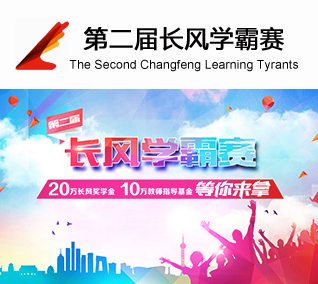 第二届长风学霸赛
The Second Changfeng Learning Tyrants
第二届
长风学霸赛
20万长风奖学金 10万教师指导基金 等你来拿